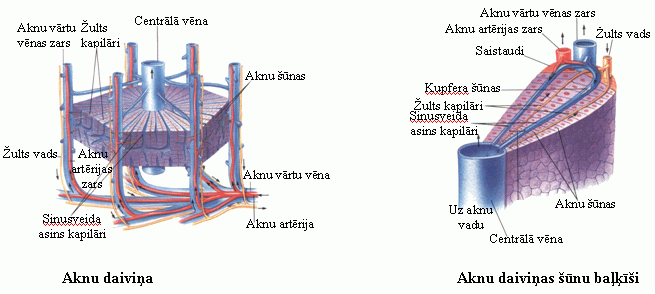 Aknu vārtu
vēnas zars
Žults
kapilāri
Centrālā vēna
Aknu šūnas
Žults vads
Aknu
artērijas
zars
Aknu vārtu vēna
Sinusveida
asins kapilāri
Aknu artērija
Aknu daiviņa
Aknu vārtu vēnas zars
Aknu artērijas zars
Žults vads
Saistaudi
Kupfera šūnas
Žults kapilāri
Sinusveida
asins kapilāri
Aknu šūnas
Uz aknu
vadu
Centrālā vēna
Aknu daiviņas šūnu baļķīši